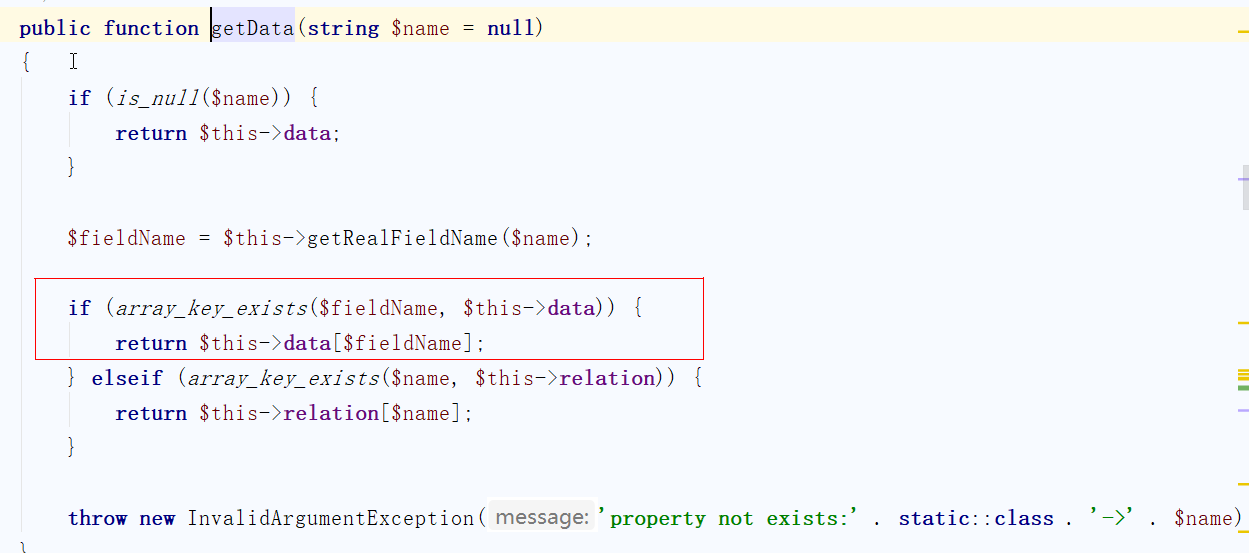 public function getData(string $name = null)
{
if (is_null($name)) {
return $this->data;
}
$fieldName = $this->getRealFieldName($name);
if (array_key_exists($fieldName, $this->data)) {
return $this->data[$fieldName];
} elseif (array_key_exists($name, $this->relation)) {
return $this->relation[$name];
}
throw new InvalidArgumentException( message: 'property not exists:' . static::class . '->' . $name)
}